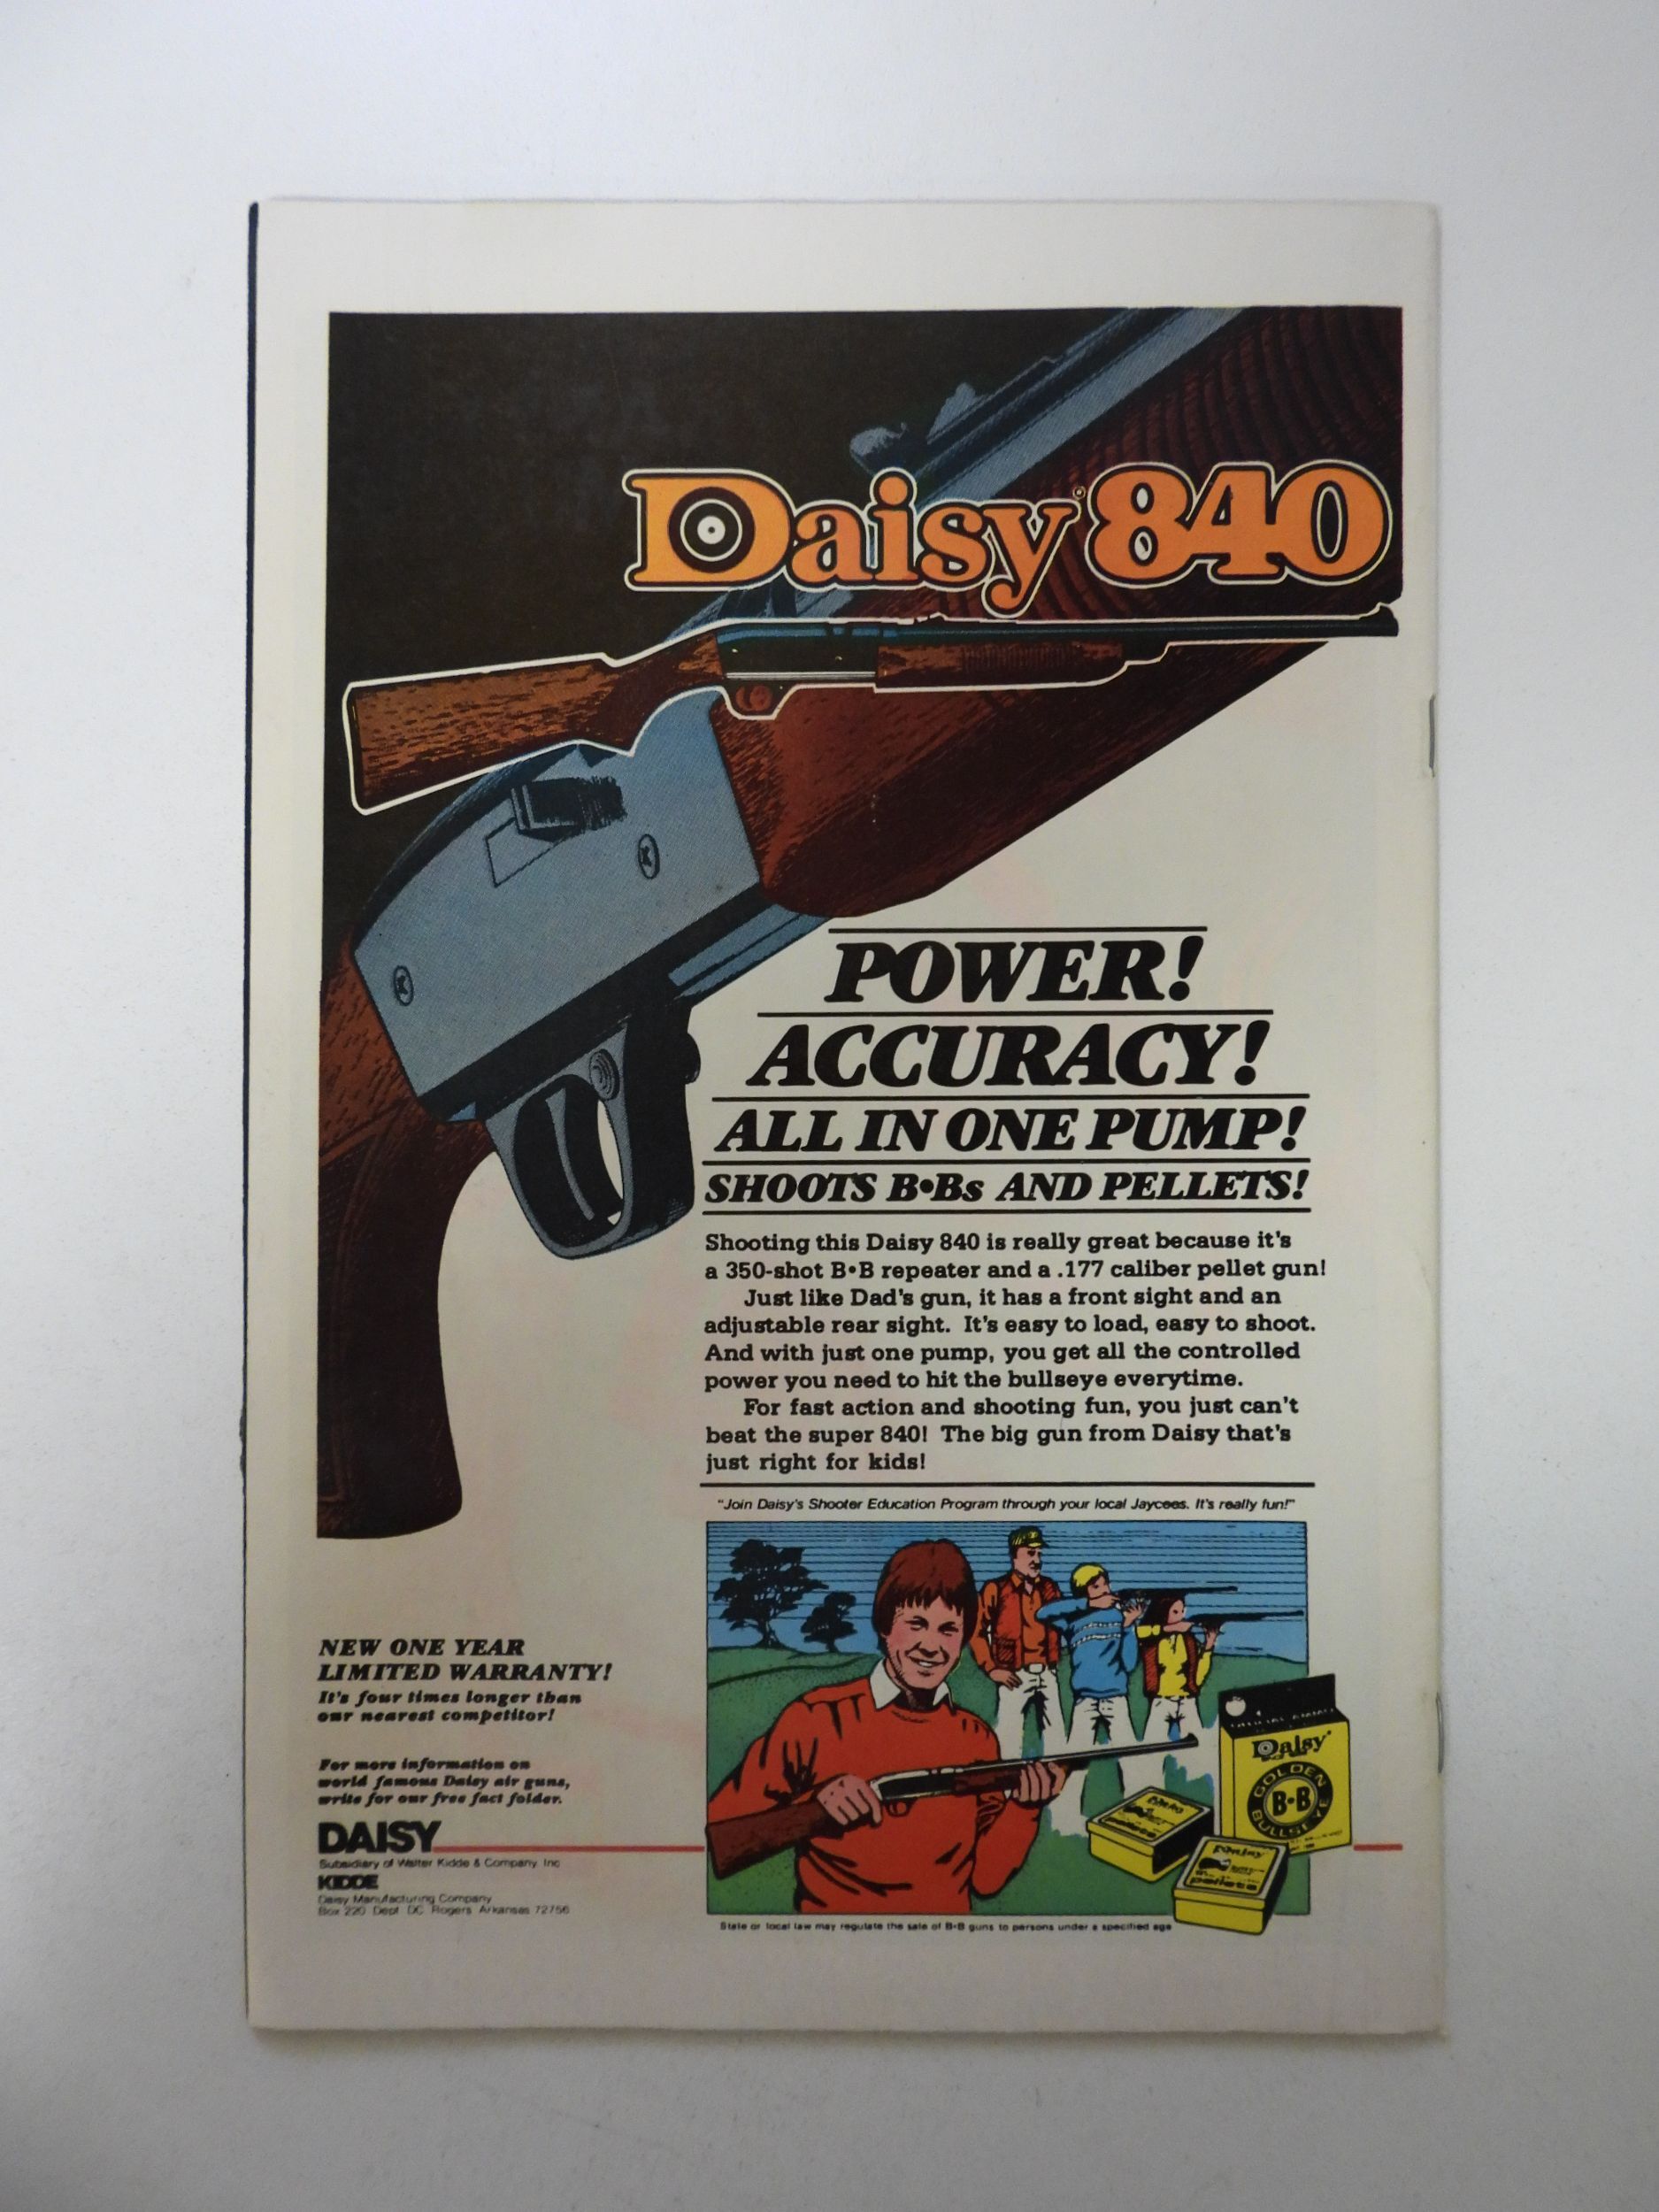 Daisy® 840
POWER!
ACCURACY!
ALL IN ONE PUMP!
SHOOTS B•Bs AND PELLETS!
Shooting this Daisy 840 is really great because it's
a 350-shot B•B repeater and a .177 caliber pellet gun!
Just like Dad's gun, it has a front sight and an
adjustable rear sight. It's easy to load, easy to shoot.
And with just one pump, you get all the controlled
power you need to hit the bullseye everytime.
For fast action and shooting fun, you just can't
beat the super 840! The big gun from Daisy that's
just right for kids!
"Join Daisy's Shooter Education Program through your local Jaycees. It's really fun!"
NEW ONE YEAR
LIMITED WARRANTY!
It's four times longer than
our nearest competitor!
For more information on
world famous Daisy air guns,
write for our free fact folder.
DAISY
Subsidiary of Walter Kidde & Company Inc
KIDDE
Daisy Manufacturing Company
Box 220 Dept DC Rogers Arkansas 72756
Daisy®
GOLDEN
B•B
BULLSEYE
Daisy
pellets
pellets
State or local law may regulate the sale of B•B guns to persons under a specified age